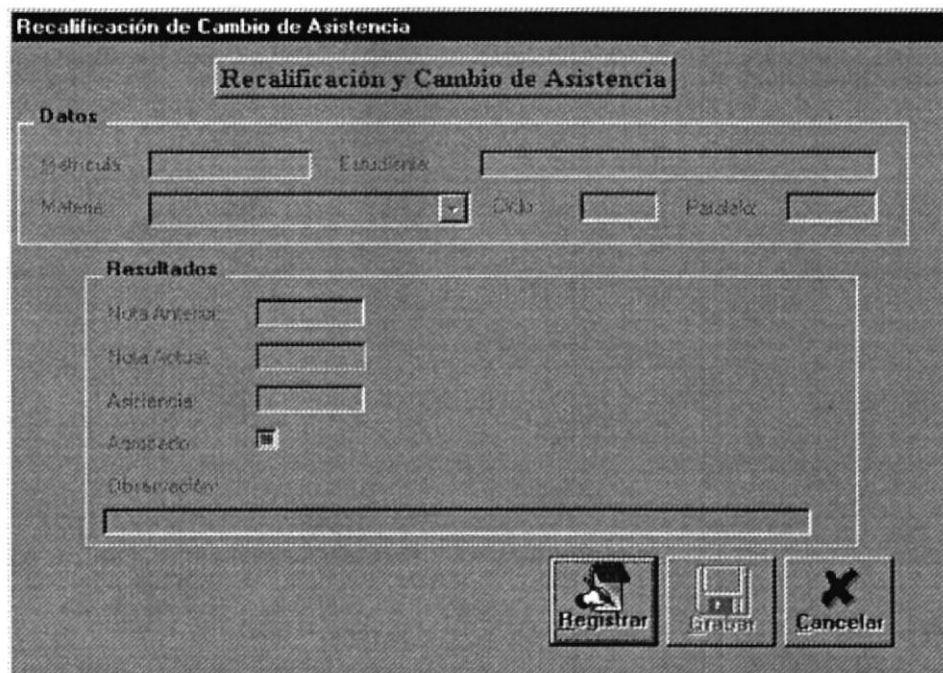 Recalificación de Cambio de Asistencia
Recalificación y Cambio de Asistencia
Datos
Matrícula: Estudiante:
Materia: Ciclo: Paralelo:
Resultados
Nota Anterior:
Nota Actual:
Asistencia:
Aprobado:
Observación:
Registrar Grabar Cancelar